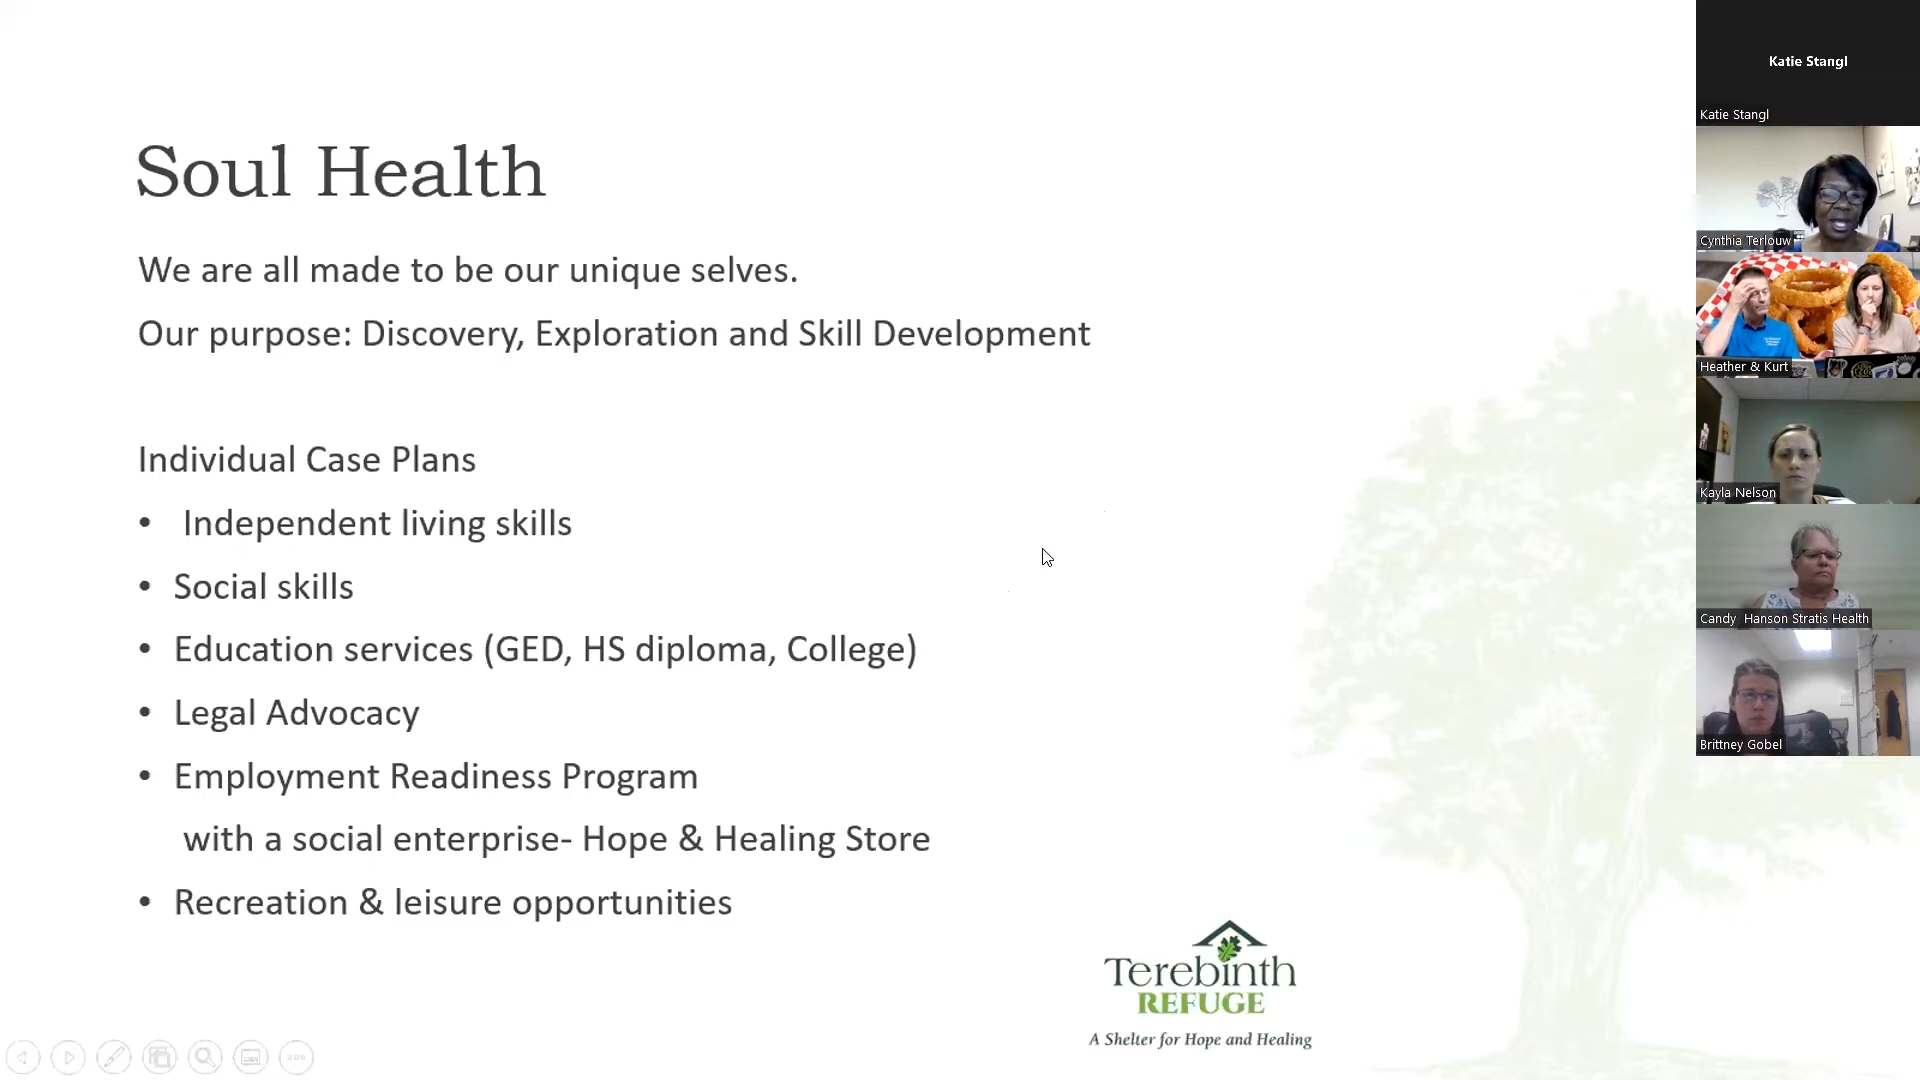 Soul Health
We are all made to be our unique selves.
Our purpose: Discovery, Exploration and Skill Development
Individual Case Plans
• Independent living skills
• Social skills
• Education services (GED, HS diploma, College)
• Legal Advocacy
• Employment Readiness Program
with a social enterprise- Hope & Healing Store
• Recreation & leisure opportunities
Terebinth
REFUGE
A Shelter for Hope and Healing
Katie Stangl
Katie Stangl
Cynthia Terlouw
Heather & Kurt
Kayla Nelson
Candy Hanson Stratis Health
Brittney Gobel